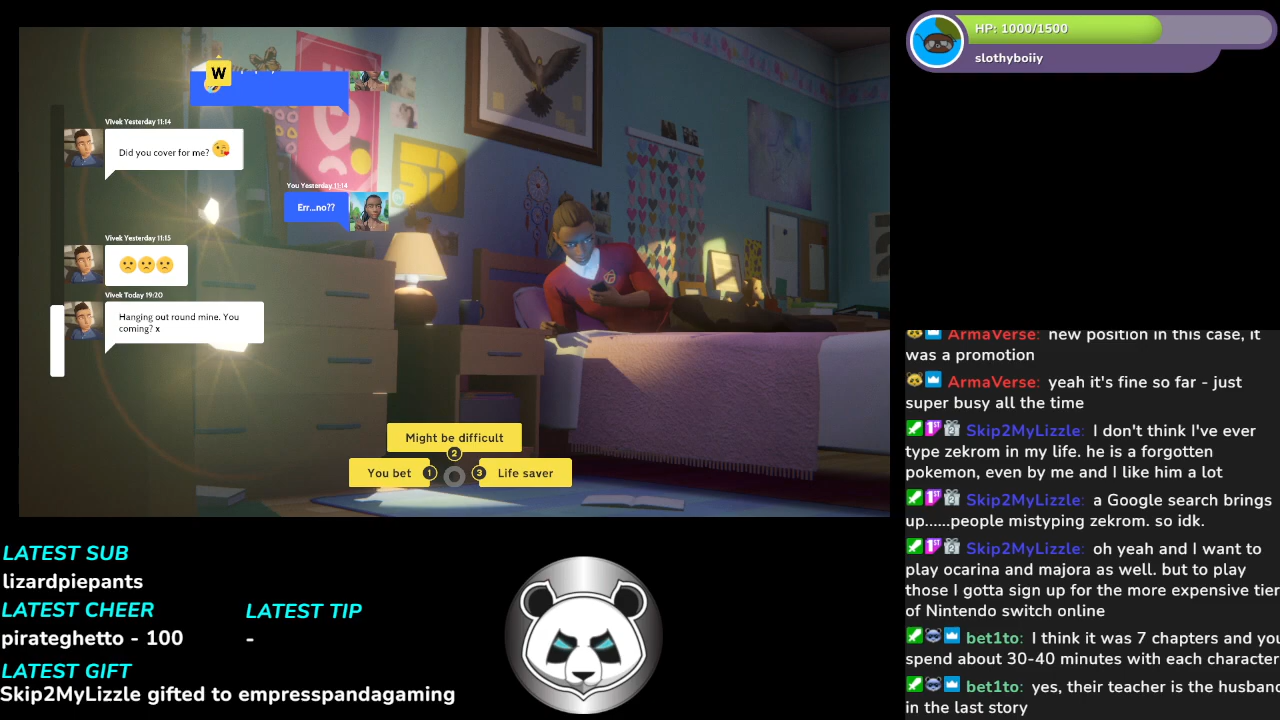 HP: 1000/1500
slothyboiiy
W
Vivek Yesterday 11:14
Did you cover for me? 😘
You Yesterday 11:14
Err...no??
Vivek Yesterday 11:15
🙁🙁🙁
Vivek Today 19:20
Hanging out round mine. You
coming? x
Might be difficult
2
You bet 1
3 Life saver
LATEST SUB
lizardpiepants
LATEST CHEER
pirateghetto - 100
LATEST TIP
-
LATEST GIFT
Skip2MyLizzle gifted to empresspandagaming
ArmaVerse: new position in this case, it
was a promotion
ArmaVerse: yeah it's fine so far - just
super busy all the time
Skip2MyLizzle: I don't think I've ever
type zekrom in my life. he is a forgotten
pokemon, even by me and I like him a lot
Skip2MyLizzle: a Google search brings
up......people mistyping zekrom. so idk.
Skip2MyLizzle: oh yeah and I want to
play ocarina and majora as well. but to play
those I gotta sign up for the more expensive tier
of Nintendo switch online
bet1to: I think it was 7 chapters and you
spend about 30-40 minutes with each character
bet1to: yes, their teacher is the husband
in the last story